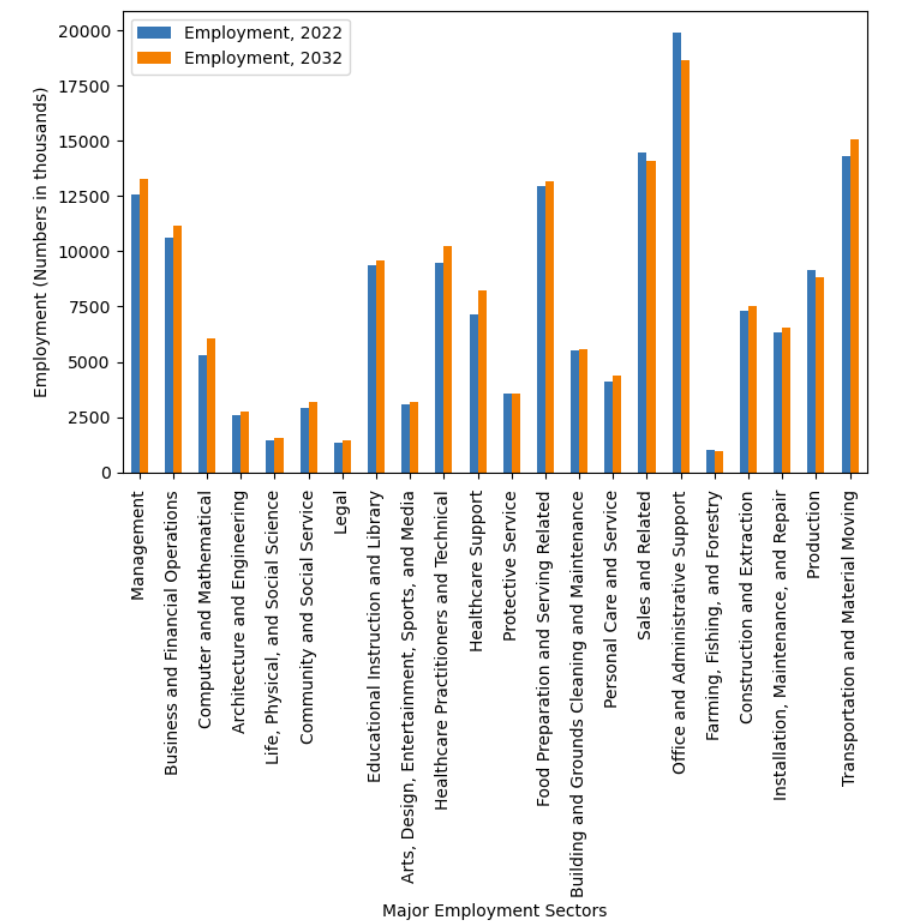 Employment, 2022
Employment, 2032
Employment (Numbers in thousands)
20000
17500
15000
12500
10000
7500
5000
2500
0
Management
Business and Financial Operations
Computer and Mathematical
Architecture and Engineering
Life, Physical, and Social Science
Community and Social Service
Legal
Educational Instruction and Library
Arts, Design, Entertainment, Sports, and Media
Healthcare Practitioners and Technical
Healthcare Support
Protective Service
Food Preparation and Serving Related
Building and Grounds Cleaning and Maintenance
Personal Care and Service
Sales and Related
Office and Administrative Support
Farming, Fishing, and Forestry
Construction and Extraction
Installation, Maintenance, and Repair
Production
Transportation and Material Moving
Major Employment Sectors